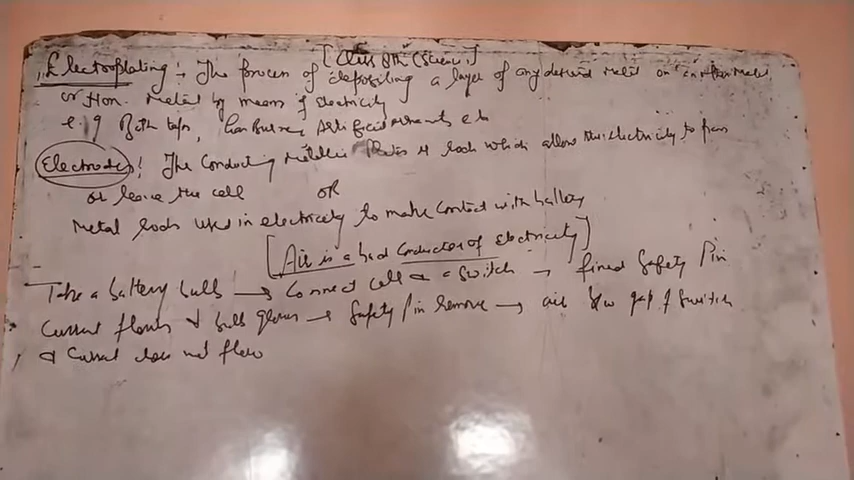 [Class 8th (Science)]
Electroplating: The process of depositing a layer of any desired metal on another Metal
or Non-Metal by means of electricity
e.g Bath taps, Gas Burner, Artificial ornaments etc
Electrodes: The Conducting metallic Plates or rods which allow the electricity to pass
or leave the cell OR
Metal rods used in electricity to make contact with battery
[Air is a bad Conductor of electricity]
Take a battery bulb → Connect cell & a switch → fixed Safety Pin
Current flows & bulb glows → Safety Pin remove → air b/w gap of switch
& Current does not flow